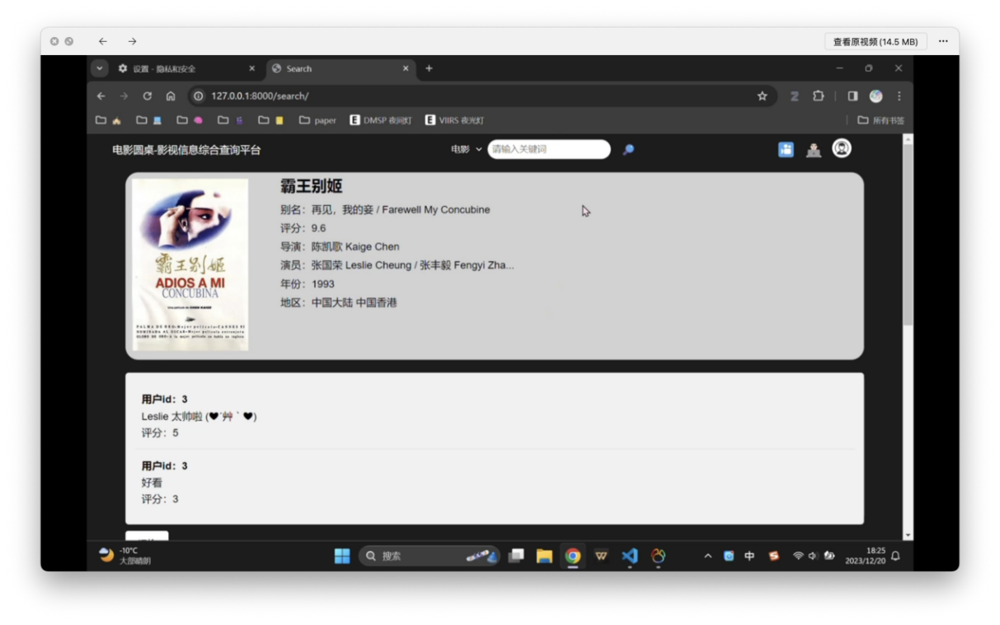 查看原视频 (14.5 MB)
设置 - 隐私和安全
Search
127.0.0.1:8000/search/
paper
E DMSP 夜间灯
E VIIRS 夜光灯
所有书签
电影圆桌-影视信息综合查询平台
电影
请输入关键词
霸王别姬
别名：再见，我的妾 / Farewell My Concubine
评分：9.6
导演：陈凯歌 Kaige Chen
演员：张国荣 Leslie Cheung / 张丰毅 Fengyi Zha...
年份：1993
地区：中国大陆 中国香港
霸王别姬
ADIOS A MI
CONCUBINA
用户id：3
Leslie 太帅啦 (♥´艸｀♥)
评分：5
用户id：3
好看
评分：3
-10°C
大部晴朗
搜索
中
18:25
2023/12/20